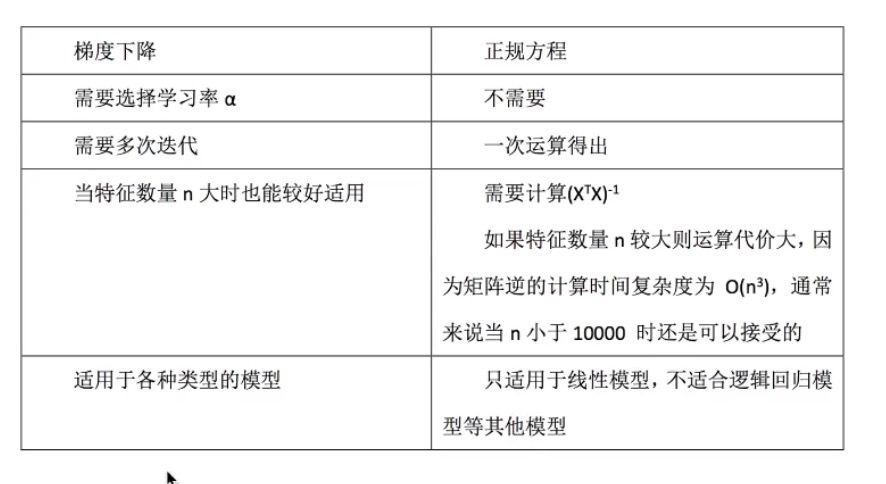 梯度下降
正规方程
需要选择学习率 α
不需要
需要多次迭代
一次运算得出
当特征数量 n 大时也能较好适用
需要计算(XᵀX)⁻¹
如果特征数量 n 较大则运算代价大，因
为矩阵逆的计算时间复杂度为 O(n³)，通常
来说当 n 小于 10000 时还是可以接受的
适用于各种类型的模型
只适用于线性模型，不适合逻辑回归模
型等其他模型